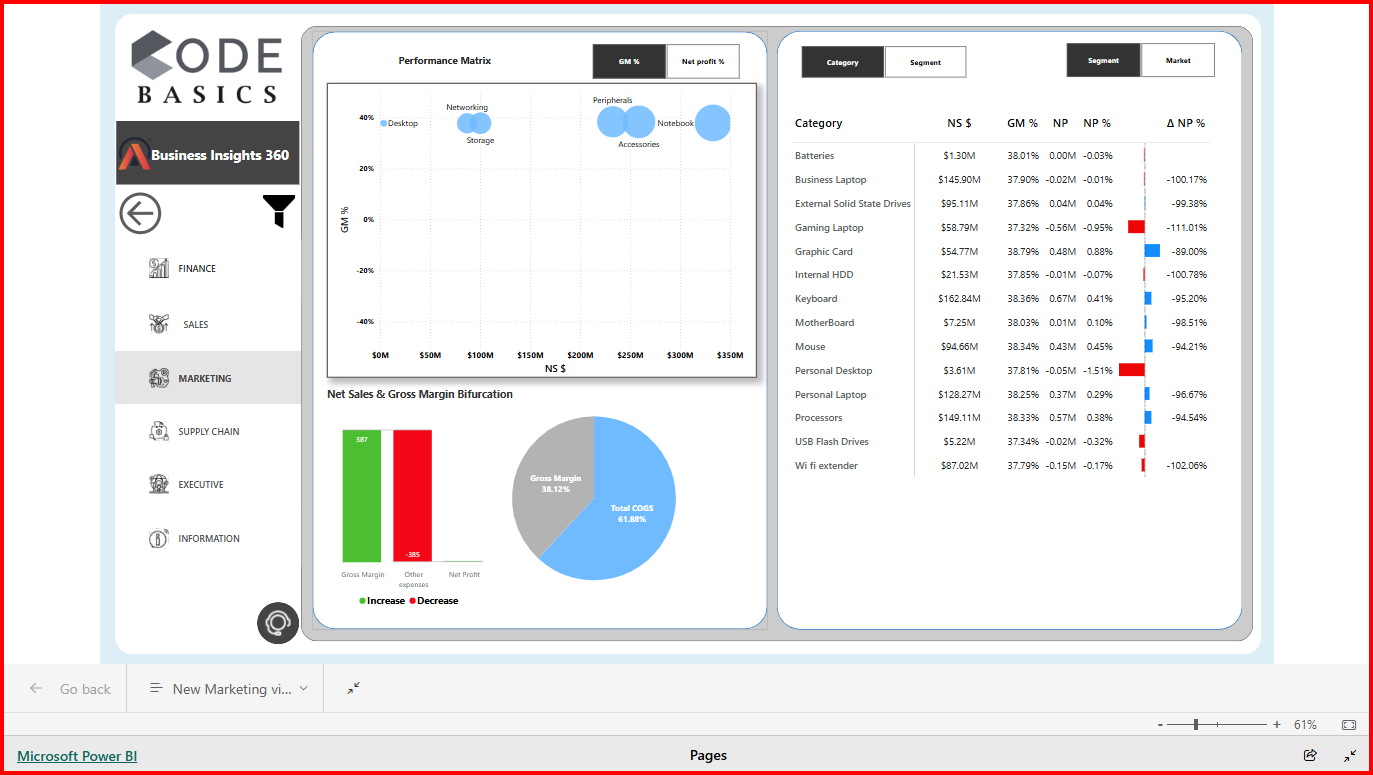 CODE
BASICS
Business Insights 360
FINANCE
SALES
MARKETING
SUPPLY CHAIN
EXECUTIVE
INFORMATION
Performance Matrix
GM %
Net profit %
GM %
40%
20%
0%
-20%
-40%
Desktop
Networking
Storage
Peripherals
Accessories
Notebook
$0M $50M $100M $150M $200M $250M $300M $350M
NS $
Net Sales & Gross Margin Bifurcation
387
-385
Gross Margin
Other
expenses
Net Profit
Increase Decrease
Gross Margin
38.12%
Total COGS
61.88%
Category Segment
Segment Market
Category NS $ GM % NP NP % Δ NP %
Batteries $1.30M 38.01% 0.00M -0.03%
Business Laptop $145.90M 37.90% -0.02M -0.01% -100.17%
External Solid State Drives $95.11M 37.86% 0.04M 0.04% -99.38%
Gaming Laptop $58.79M 37.32% -0.56M -0.95% -111.01%
Graphic Card $54.77M 38.79% 0.48M 0.88% -89.00%
Internal HDD $21.53M 37.85% -0.01M -0.07% -100.78%
Keyboard $162.84M 38.36% 0.67M 0.41% -95.20%
MotherBoard $7.25M 38.03% 0.01M 0.10% -98.51%
Mouse $94.66M 38.34% 0.43M 0.45% -94.21%
Personal Desktop $3.61M 37.81% -0.05M -1.51%
Personal Laptop $128.27M 38.25% 0.37M 0.29% -96.67%
Processors $149.11M 38.33% 0.57M 0.38% -94.54%
USB Flash Drives $5.22M 37.34% -0.02M -0.32%
Wi fi extender $87.02M 37.79% -0.15M -0.17% -102.06%
Go back
New Marketing vi...
- + 61%
Microsoft Power BI
Pages